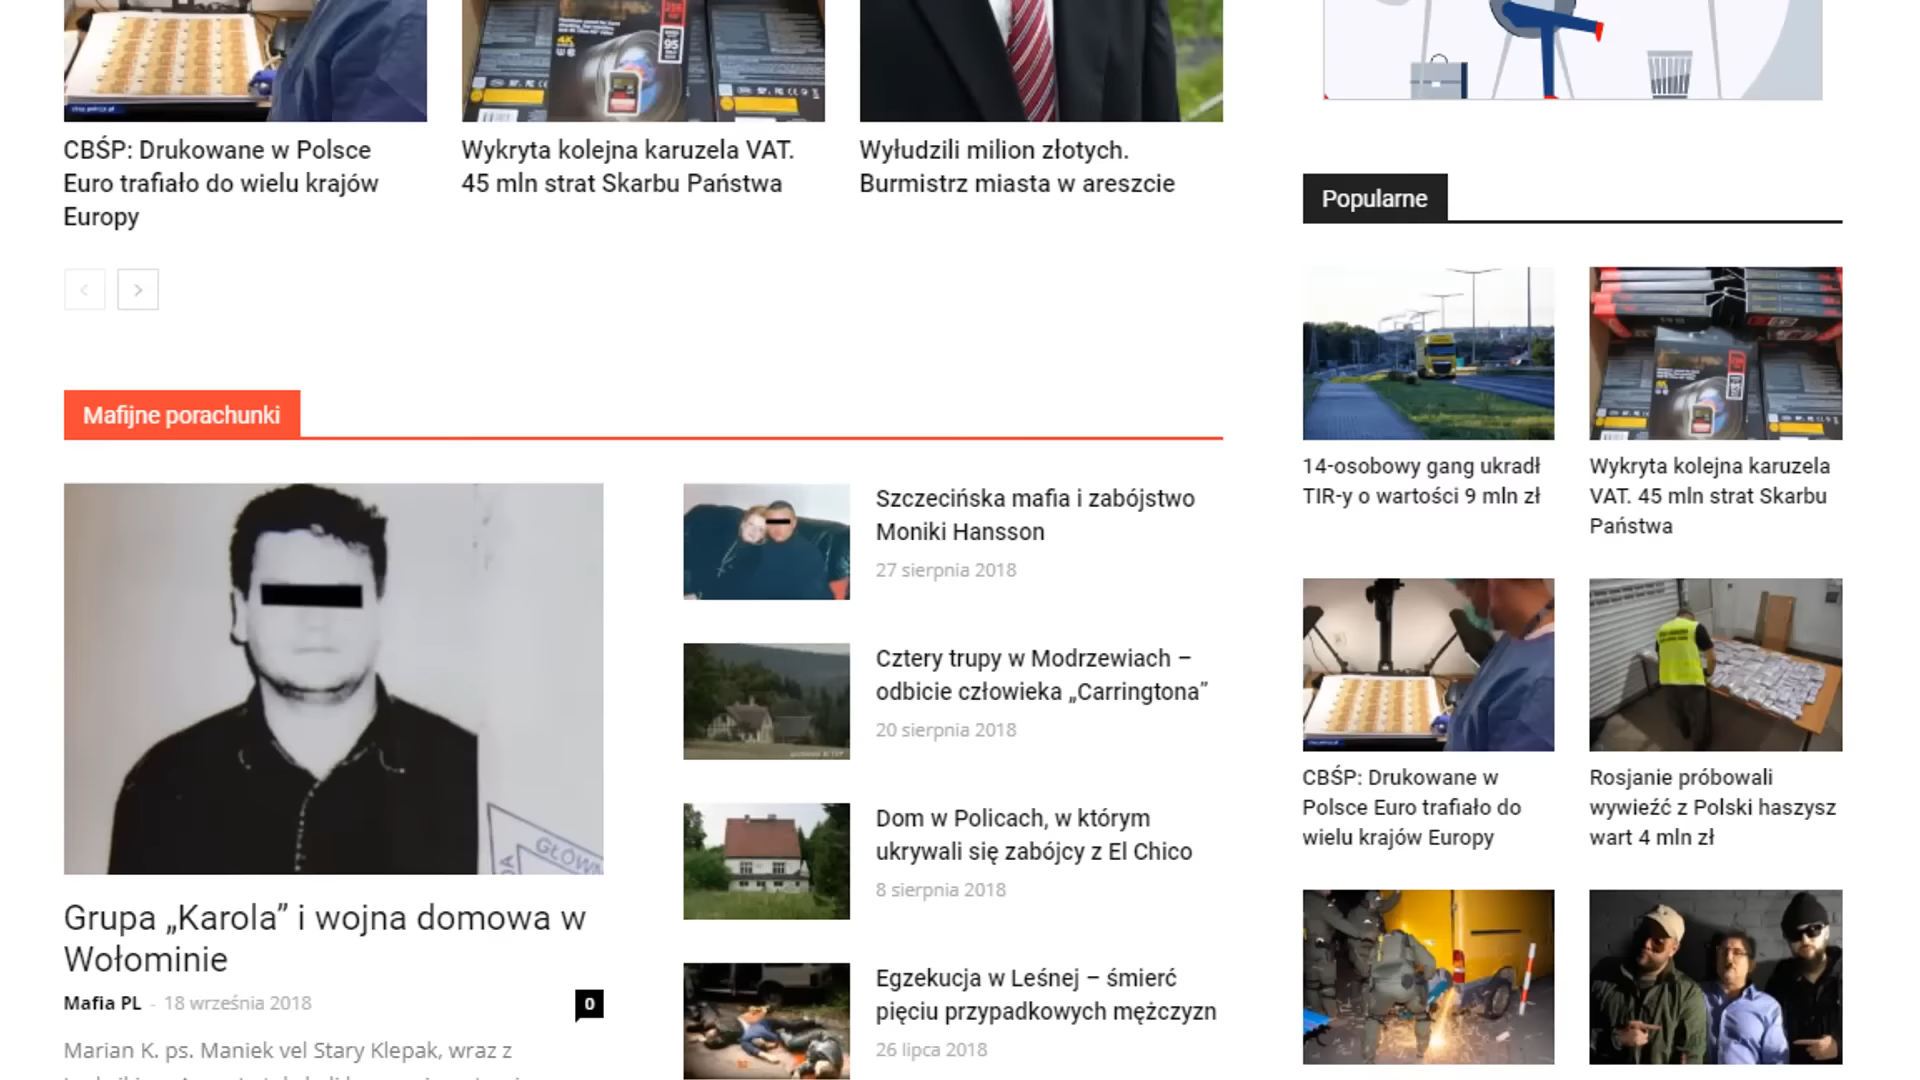 CBŚP: Drukowane w Polsce
Euro trafiało do wielu krajów
Europy
Wykryta kolejna karuzela VAT.
45 mln strat Skarbu Państwa
Wyłudzili milion złotych.
Burmistrz miasta w areszcie
Mafijne porachunki
GŁÓWN
Grupa „Karola” i wojna domowa w
Wołominie
Mafia PL - 18 września 2018
0
Marian K. ps. Maniek vel Stary Klepak, wraz z
Szczecińska mafia i zabójstwo
Moniki Hansson
27 sierpnia 2018
Cztery trupy w Modrzewiach –
odbicie człowieka „Carringtona”
20 sierpnia 2018
Dom w Policach, w którym
ukrywali się zabójcy z El Chico
8 sierpnia 2018
Egzekucja w Leśnej – śmierć
pięciu przypadkowych mężczyzn
26 lipca 2018
Popularne
14-osobowy gang ukradł
TIR-y o wartości 9 mln zł
Wykryta kolejna karuzela
VAT. 45 mln strat Skarbu
Państwa
CBŚP: Drukowane w
Polsce Euro trafiało do
wielu krajów Europy
Rosjanie próbowali
wywieźć z Polski haszysz
wart 4 mln zł